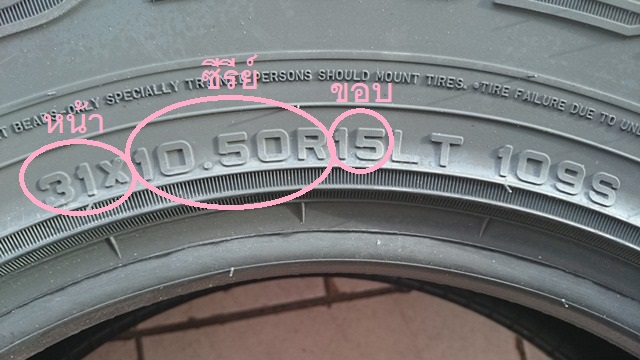 T BEADS-ONLY SPECIALLY TRAINED PERSONS SHOULD MOUNT TIRES. *TIRE FAILURE DUE TO UN
หน้า ซีรีย์ ขอบ
31X10.50R15LT 109S